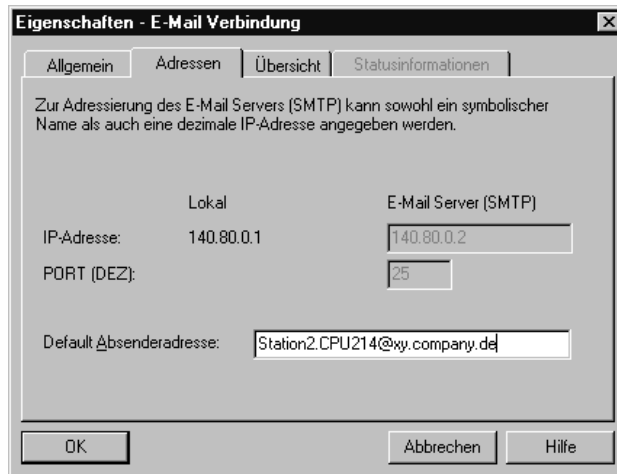 Eigenschaften - E-Mail Verbindung
Allgemein Adressen Übersicht Statusinformationen
Zur Adressierung des E-Mail Servers (SMTP) kann sowohl ein symbolischer
Name als auch eine dezimale IP-Adresse angegeben werden.
Lokal E-Mail Server (SMTP)
IP-Adresse: 140.80.0.1 140.80.0.2
PORT (DEZ): 25
Default Absenderadresse: Station2.CPU214@xy.company.de
OK Abbrechen Hilfe